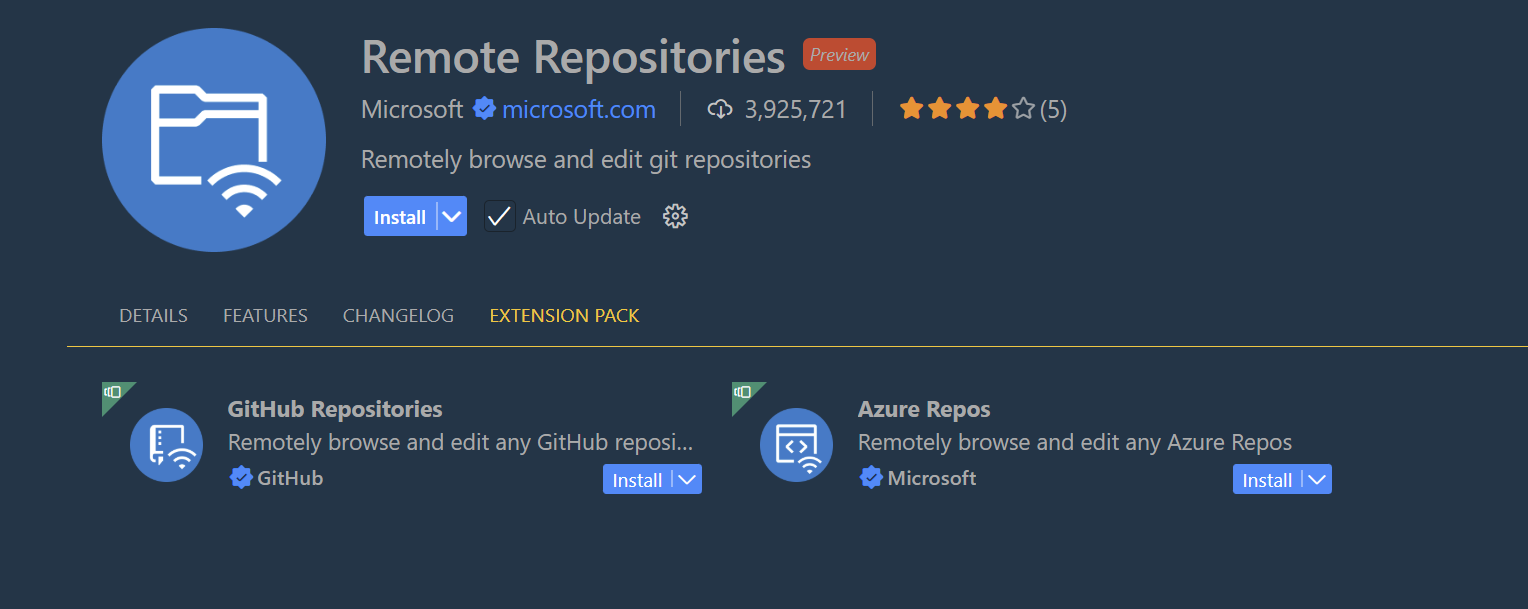 Remote Repositories Preview
Microsoft microsoft.com 3,925,721 (5)
Remotely browse and edit git repositories
Install Auto Update
DETAILS FEATURES CHANGELOG EXTENSION PACK
GitHub Repositories
Remotely browse and edit any GitHub reposi...
GitHub Install
Azure Repos
Remotely browse and edit any Azure Repos
Microsoft Install